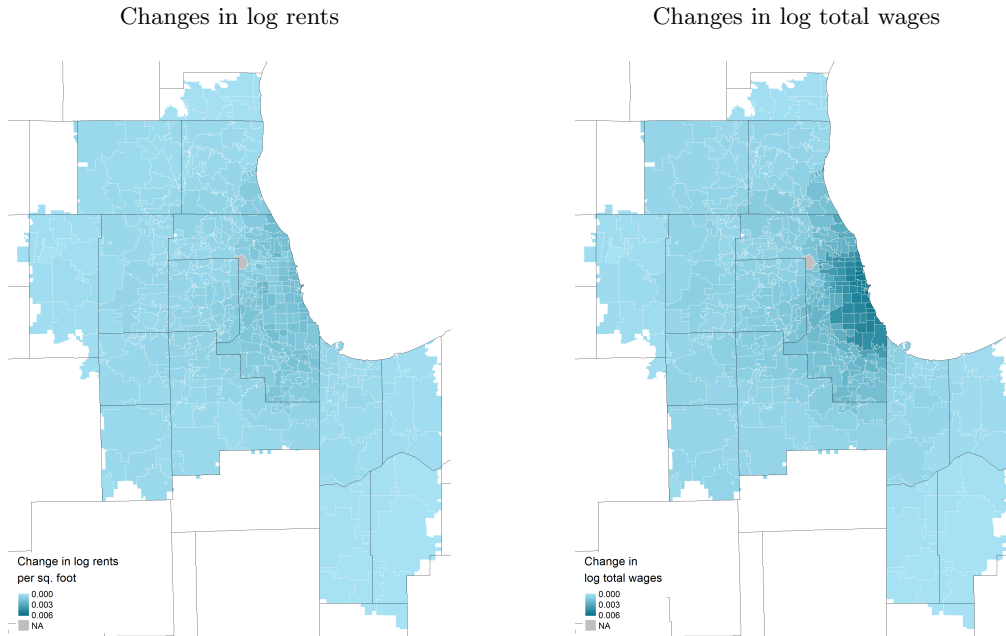 Changes in log rents
Changes in log total wages
Change in log rents
per sq. foot
0.000
0.003
0.006
NA
Change in
log total wages
0.000
0.003
0.006
NA